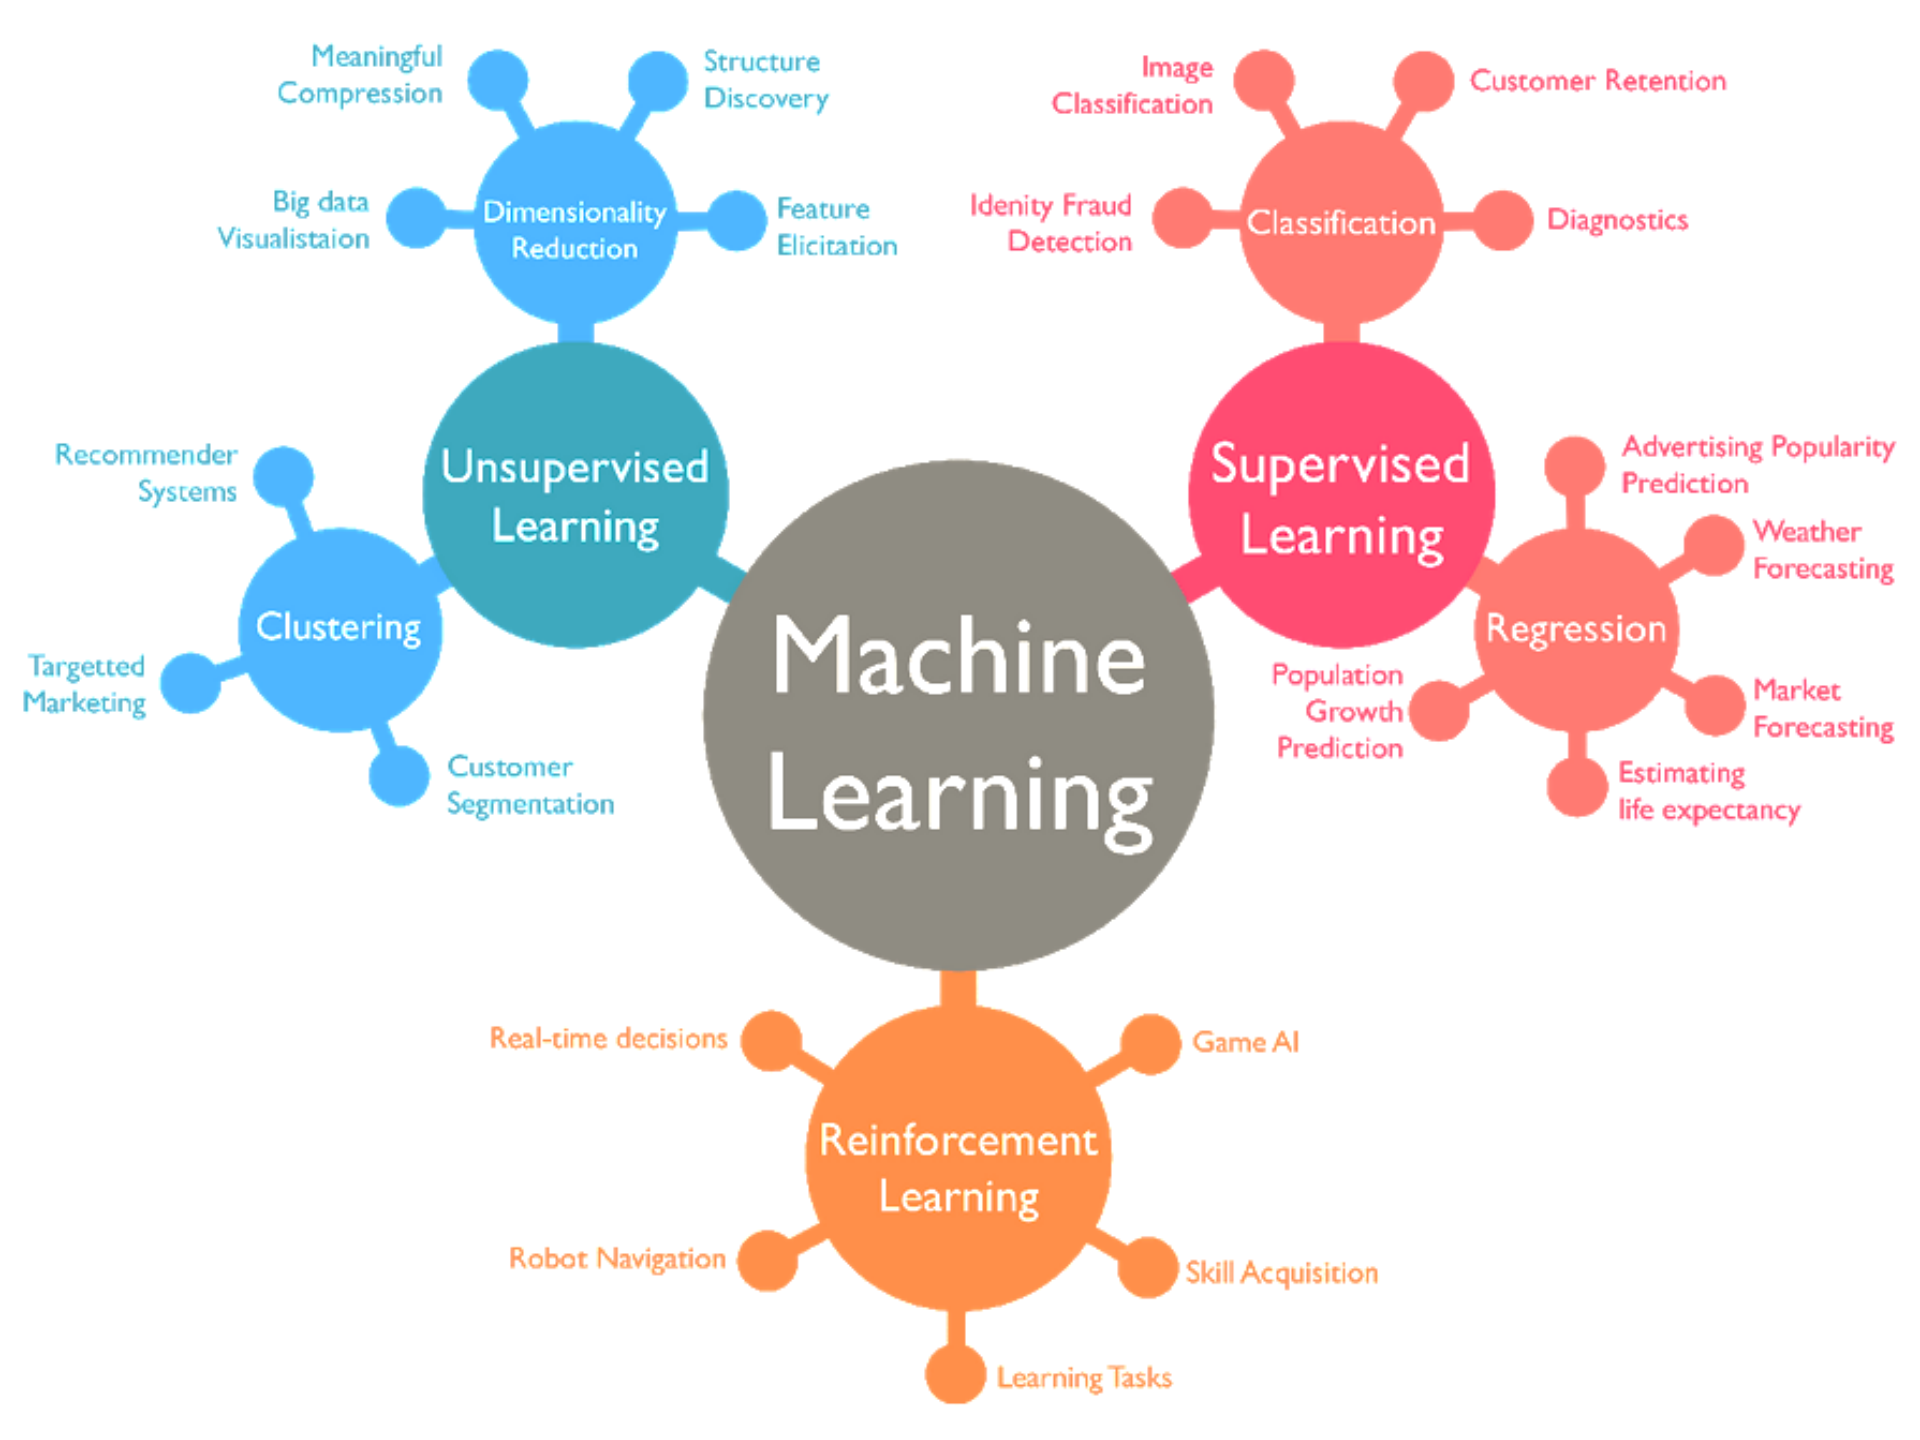 Meaningful
Compression
Structure
Discovery
Big data
Visualistaion
Dimensionality
Reduction
Feature
Elicitation
Image
Classification
Customer Retention
Idenity Fraud
Detection
Classification
Diagnostics
Unsupervised
Learning
Supervised
Learning
Recommender
Systems
Clustering
Targetted
Marketing
Customer
Segmentation
Advertising Popularity
Prediction
Weather
Forecasting
Regression
Population
Growth
Prediction
Market
Forecasting
Estimating
life expectancy
Machine
Learning
Real-time decisions
Game AI
Reinforcement
Learning
Robot Navigation
Skill Acquisition
Learning Tasks